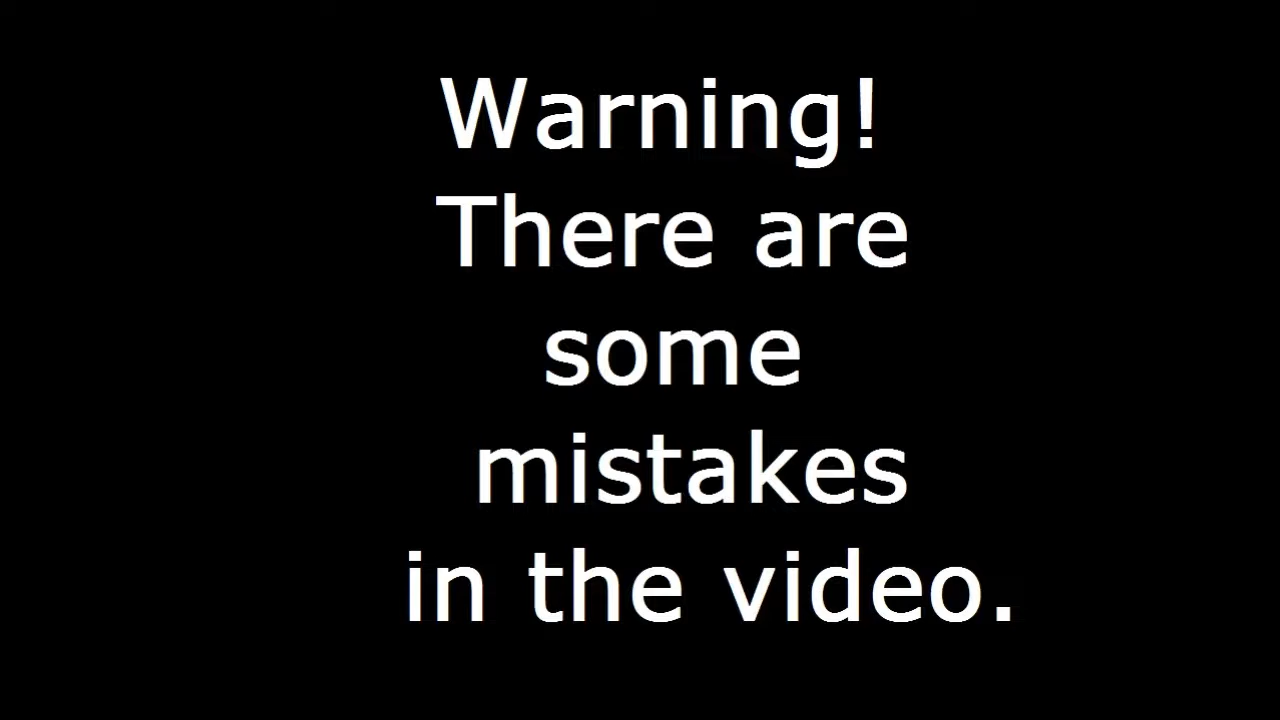 Warning!
There are
some
mistakes
in the video.